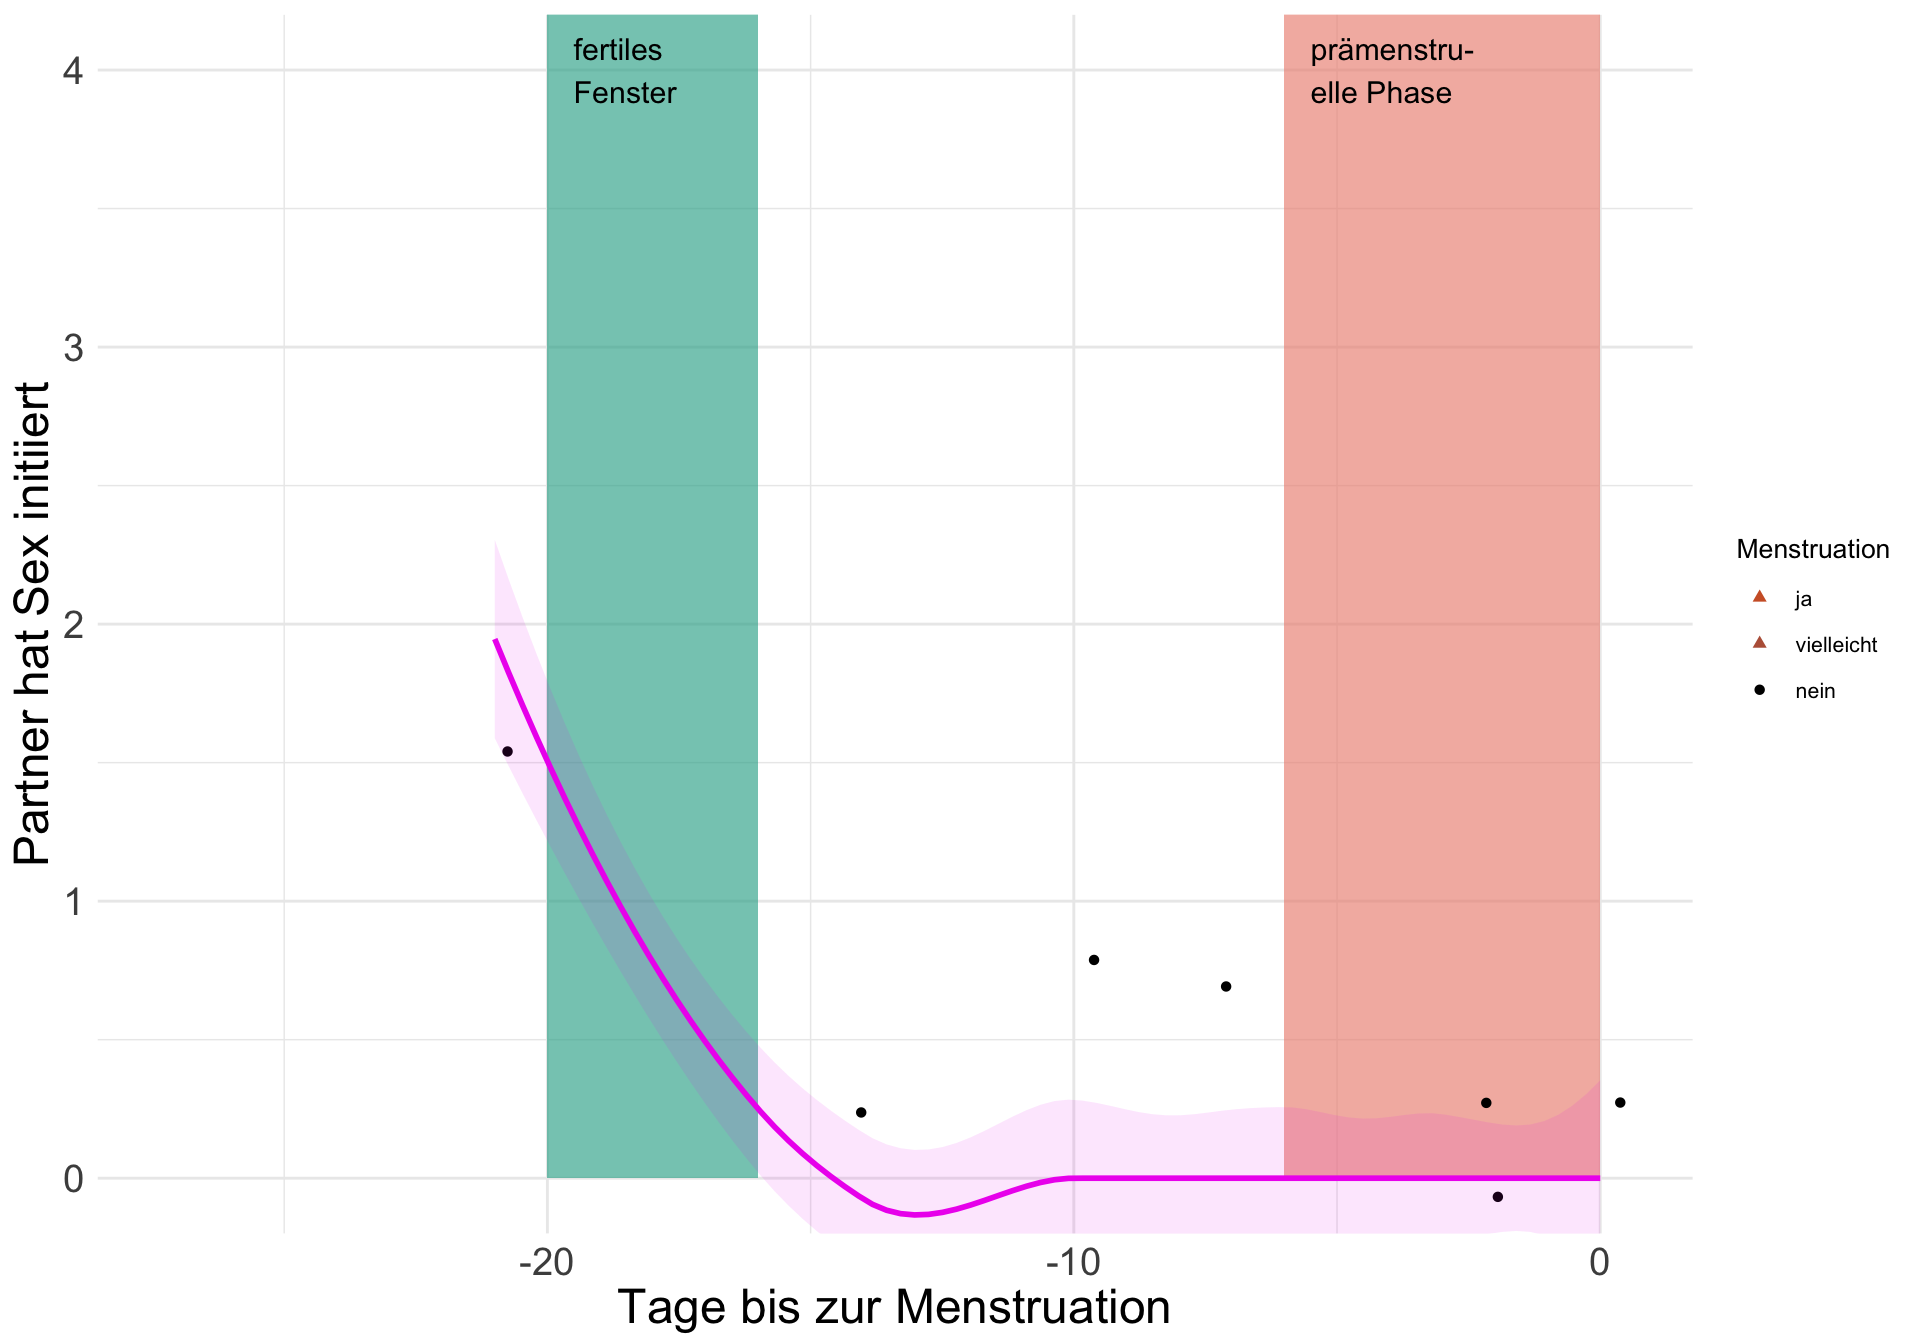 fertiles
Fenster
prämenstru-
elle Phase
4
3
2
1
0
Partner hat Sex initiiert
-20
-10
0
Tage bis zur Menstruation
Menstruation
ja
vielleicht
nein